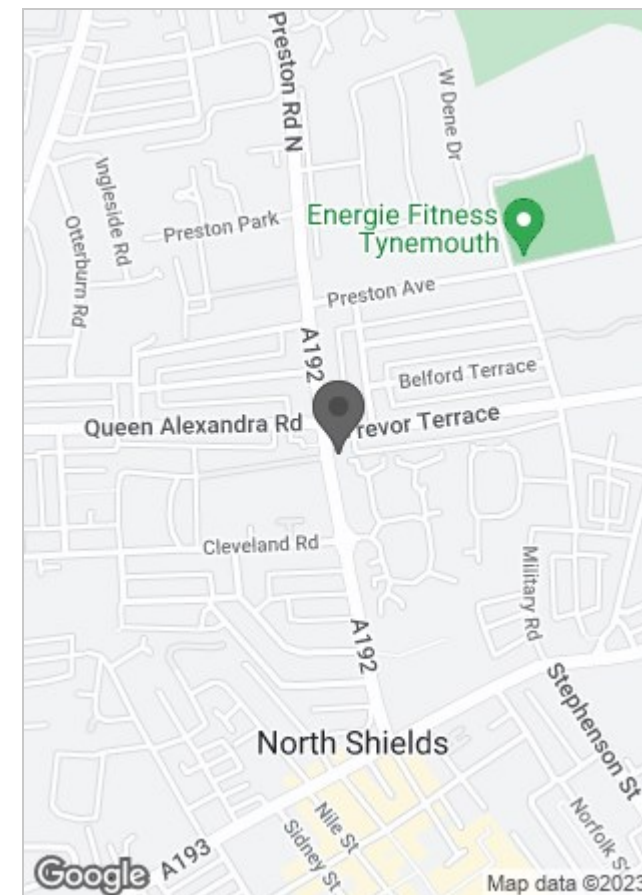 Preston Rd N
W Dene Dr
Ingleside Rd
Otterburn Rd
Preston Park
Energie Fitness
Tynemouth
Preston Ave
A192
Belford Terrace
Queen Alexandra Rd
Trevor Terrace
Cleveland Rd
Military Rd
A192
Stephenson St
North Shields
Nile St
Sidney St
A193
Norfolk S
Google
Map data ©2023